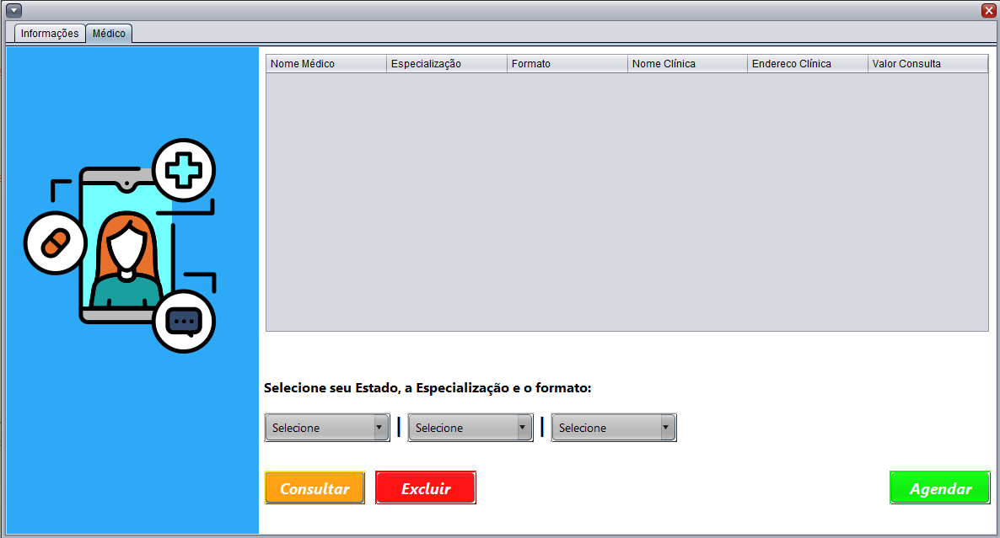 Informações Médico
Nome Médico Especialização Formato Nome Clínica Endereco Clínica Valor Consulta
Selecione seu Estado, a Especialização e o formato:
Selecione | Selecione | Selecione
Consultar Excluir Agendar